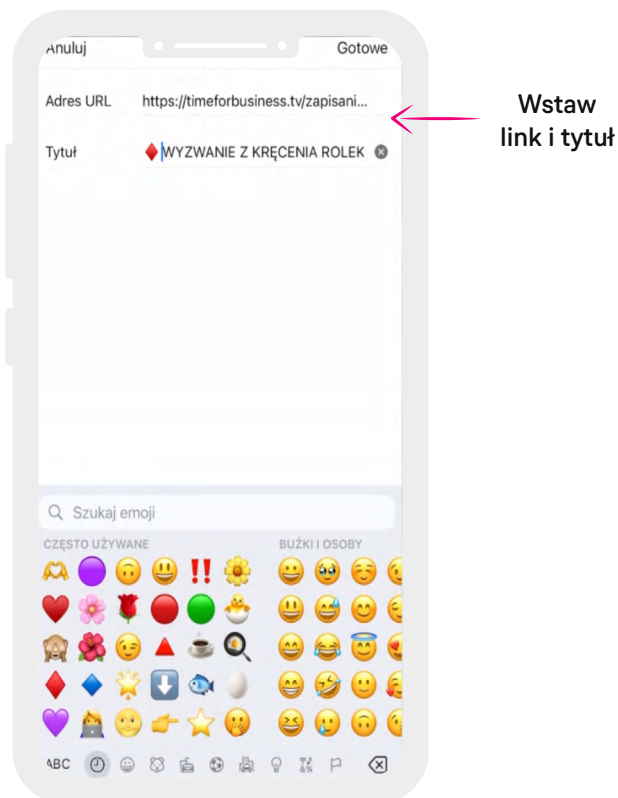 Anuluj Gotowe
Adres URL https://timeforbusiness.tv/zapisani...
Tytuł ♦️WYZWANIE Z KRĘCENIA ROLEK
Wstaw
link i tytuł
Szukaj emoji
CZĘSTO UŻYWANE BUŹKI I OSOBY
ABC